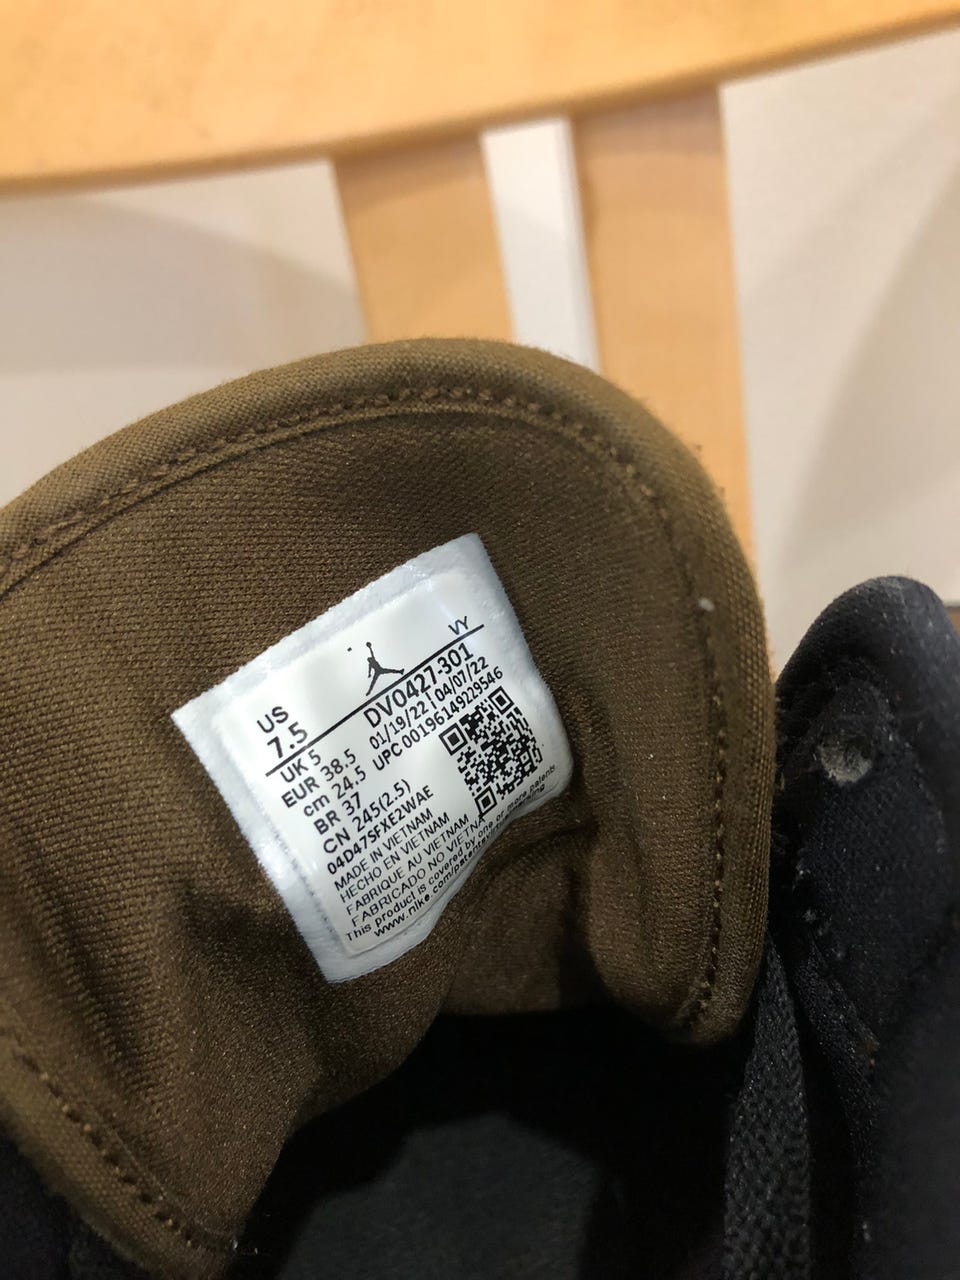 VY
US
7.5
DV0427-301
01/19/22 | 04/07/22
UPC 00196149229546
UK 5
EUR 38.5
cm 24.5
BR 37
CN 245(2.5)
04D47SFXE2WAE
MADE IN VIETNAM
HECHO EN VIETNAM
FABRIQUE AU VIETNAM
FABRICADO NO VIETNA
This product is covered by one or more patents
www.nike.com/patentvirtualmarking